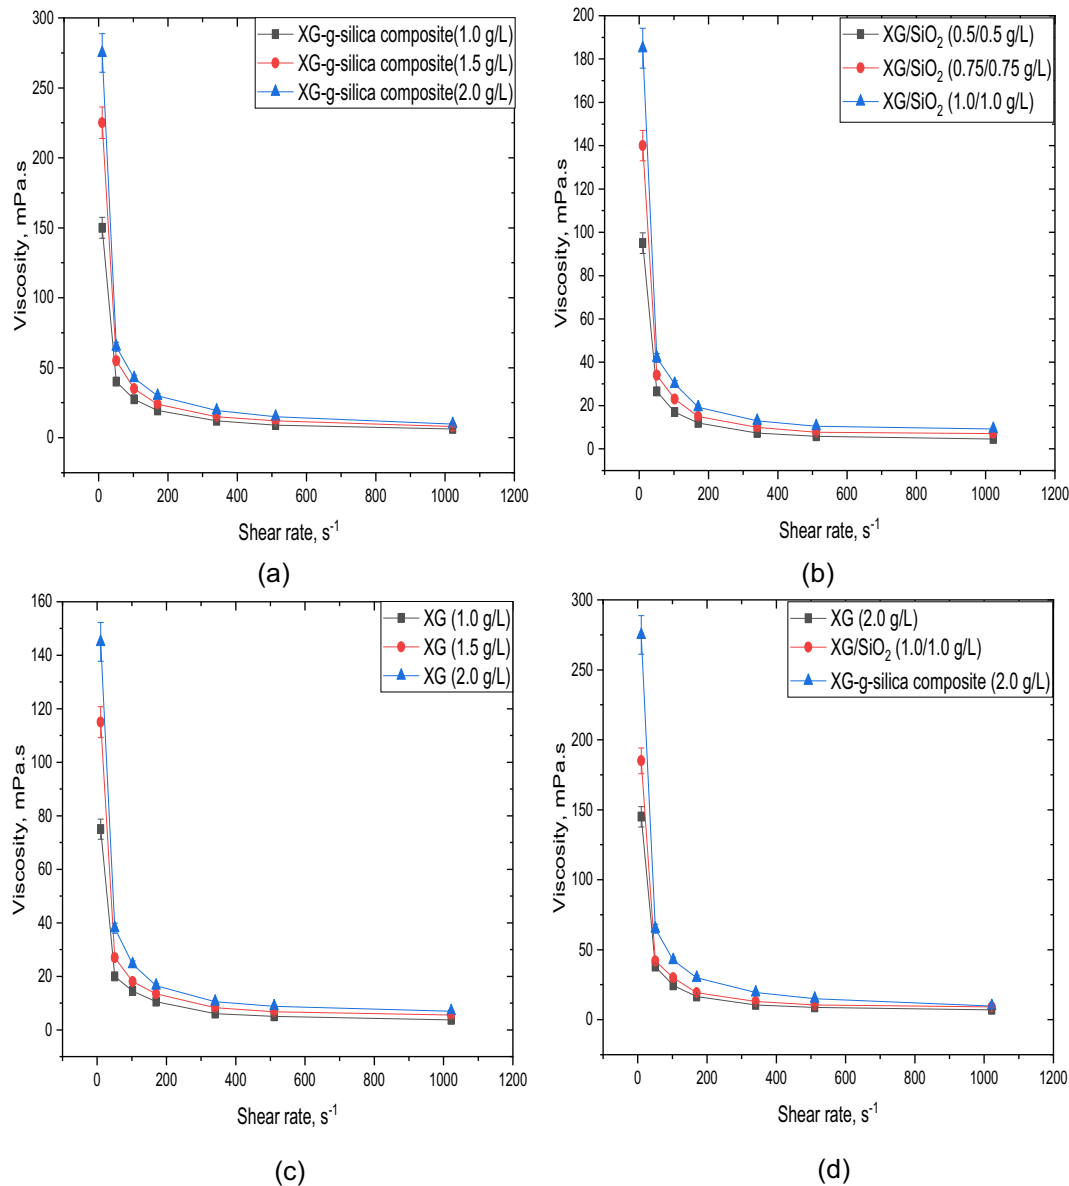 XG-g-silica composite(1.0 g/L)
XG-g-silica composite(1.5 g/L)
XG-g-silica composite(2.0 g/L)
300
250
200
150
100
50
0
Viscosity, mPa.s
0 200 400 600 800 1000 1200
Shear rate, s⁻¹
(a)
XG/SiO₂ (0.5/0.5 g/L)
XG/SiO₂ (0.75/0.75 g/L)
XG/SiO₂ (1.0/1.0 g/L)
200
180
160
140
120
100
80
60
40
20
0
Viscosity, mPa.s
0 200 400 600 800 1000 1200
Shear rate, s⁻¹
(b)
XG (1.0 g/L)
XG (1.5 g/L)
XG (2.0 g/L)
160
140
120
100
80
60
40
20
0
Viscosity, mPa.s
0 200 400 600 800 1000 1200
Shear rate, s⁻¹
(c)
XG (2.0 g/L)
XG/SiO₂ (1.0/1.0 g/L)
XG-g-silica composite (2.0 g/L)
300
250
200
150
100
50
0
Viscosity, mPa.s
0 200 400 600 800 1000 1200
Shear rate, s⁻¹
(d)